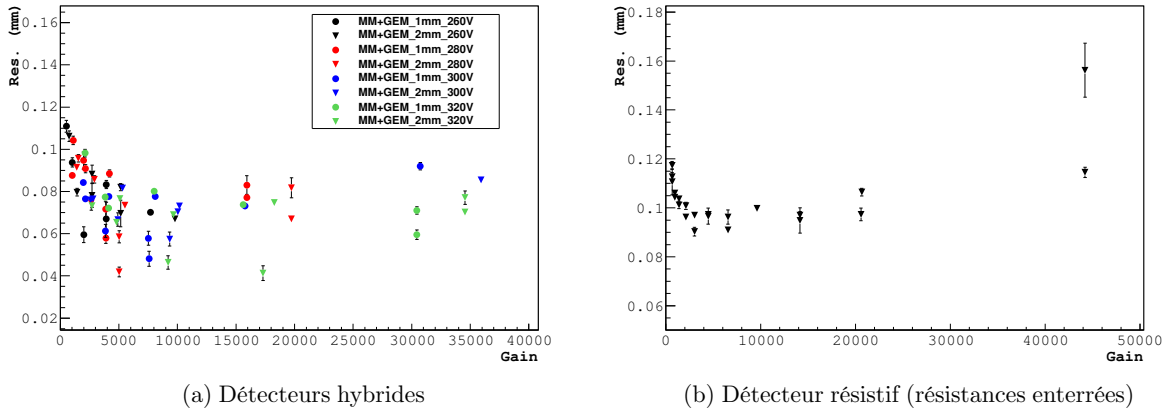 Res. (mm)
0.16
0.14
0.12
0.1
0.08
0.06
0.04
0.02
0 5000 10000 15000 20000 25000 30000 35000 40000
Gain
MM+GEM_1mm_260V
MM+GEM_2mm_260V
MM+GEM_1mm_280V
MM+GEM_2mm_280V
MM+GEM_1mm_300V
MM+GEM_2mm_300V
MM+GEM_1mm_320V
MM+GEM_2mm_320V
(a) Détecteurs hybrides
Res. (mm)
0.18
0.16
0.14
0.12
0.1
0.08
0.06
0 10000 20000 30000 40000 50000
Gain
(b) Détecteur résistif (résistances enterrées)